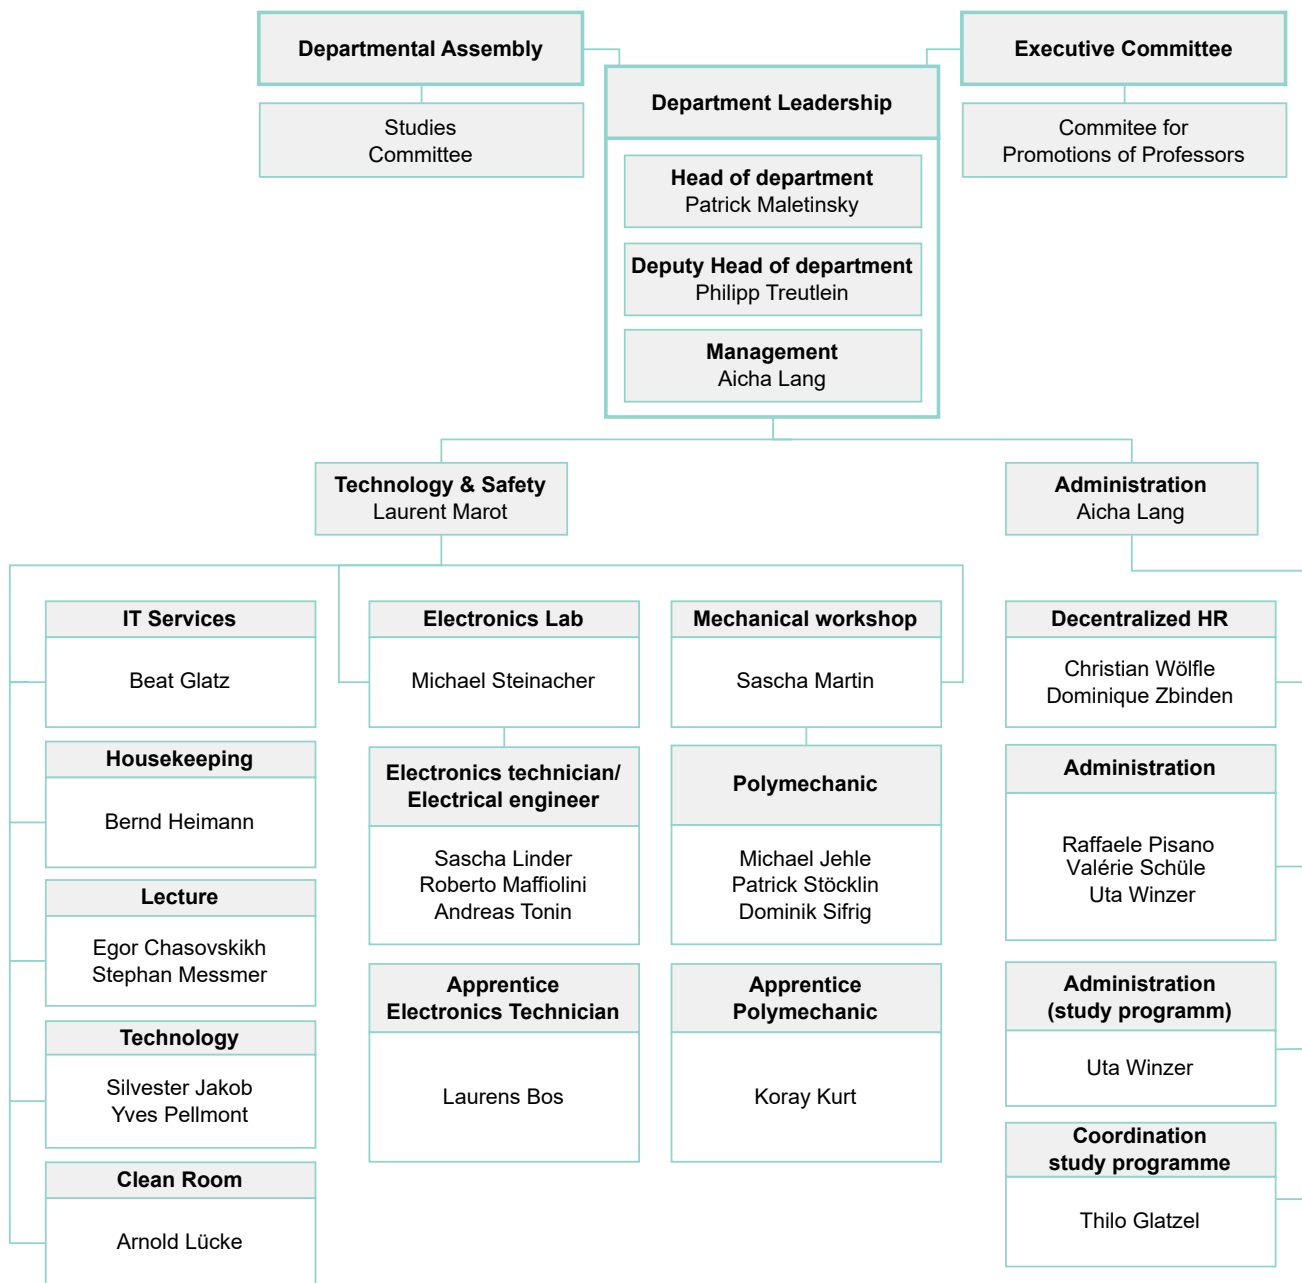 Departmental Assembly
Studies
Committee
Executive Committee
Commitee for
Promotions of Professors
Department Leadership
Head of department
Patrick Maletinsky
Deputy Head of department
Philipp Treutlein
Management
Aicha Lang
Technology & Safety
Laurent Marot
Administration
Aicha Lang
IT Services
Beat Glatz
Housekeeping
Bernd Heimann
Lecture
Egor Chasovskikh
Stephan Messmer
Technology
Silvester Jakob
Yves Pellmont
Clean Room
Arnold Lücke
Electronics Lab
Michael Steinacher
Electronics technician/
Electrical engineer
Sascha Linder
Roberto Maffiolini
Andreas Tonin
Apprentice
Electronics Technician
Laurens Bos
Mechanical workshop
Sascha Martin
Polymechanic
Michael Jehle
Patrick Stöcklin
Dominik Sifrig
Apprentice
Polymechanic
Koray Kurt
Decentralized HR
Christian Wölfle
Dominique Zbinden
Administration
Raffaele Pisano
Valérie Schüle
Uta Winzer
Administration
(study programm)
Uta Winzer
Coordination
study programme
Thilo Glatzel